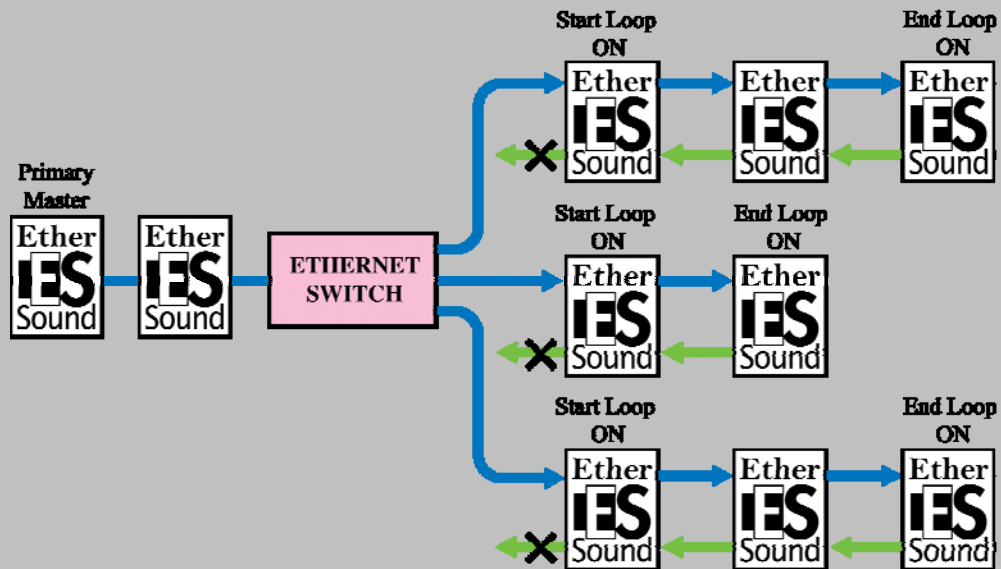 Primary
Master
Ether
ES
Sound
Ether
ES
Sound
ETHERNET
SWITCH
Start Loop
ON
Ether
ES
Sound
Ether
ES
Sound
End Loop
ON
Ether
ES
Sound
Start Loop
ON
Ether
ES
Sound
End Loop
ON
Ether
ES
Sound
Start Loop
ON
Ether
ES
Sound
Ether
ES
Sound
End Loop
ON
Ether
ES
Sound